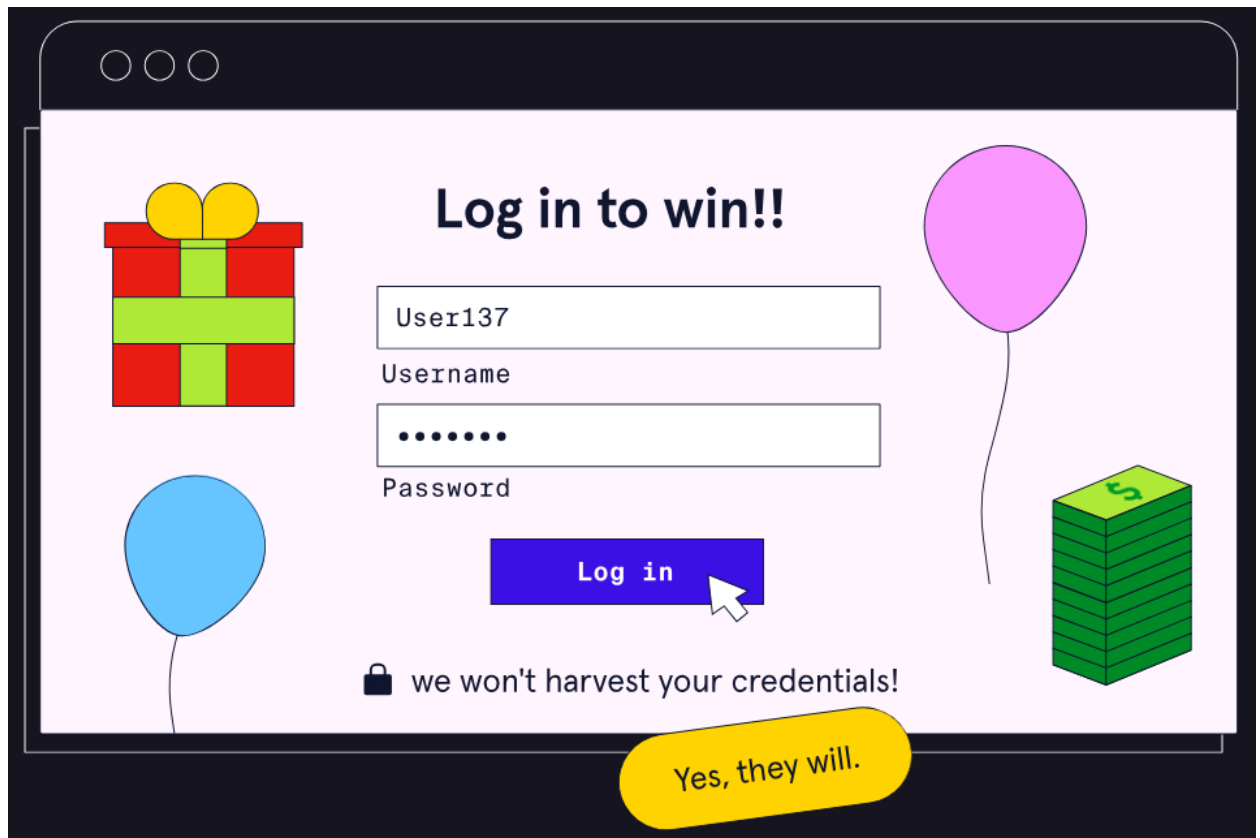 Log in to win!!
User137
Username
•••••••
Password
Log in
we won't harvest your credentials!
Yes, they will.
$